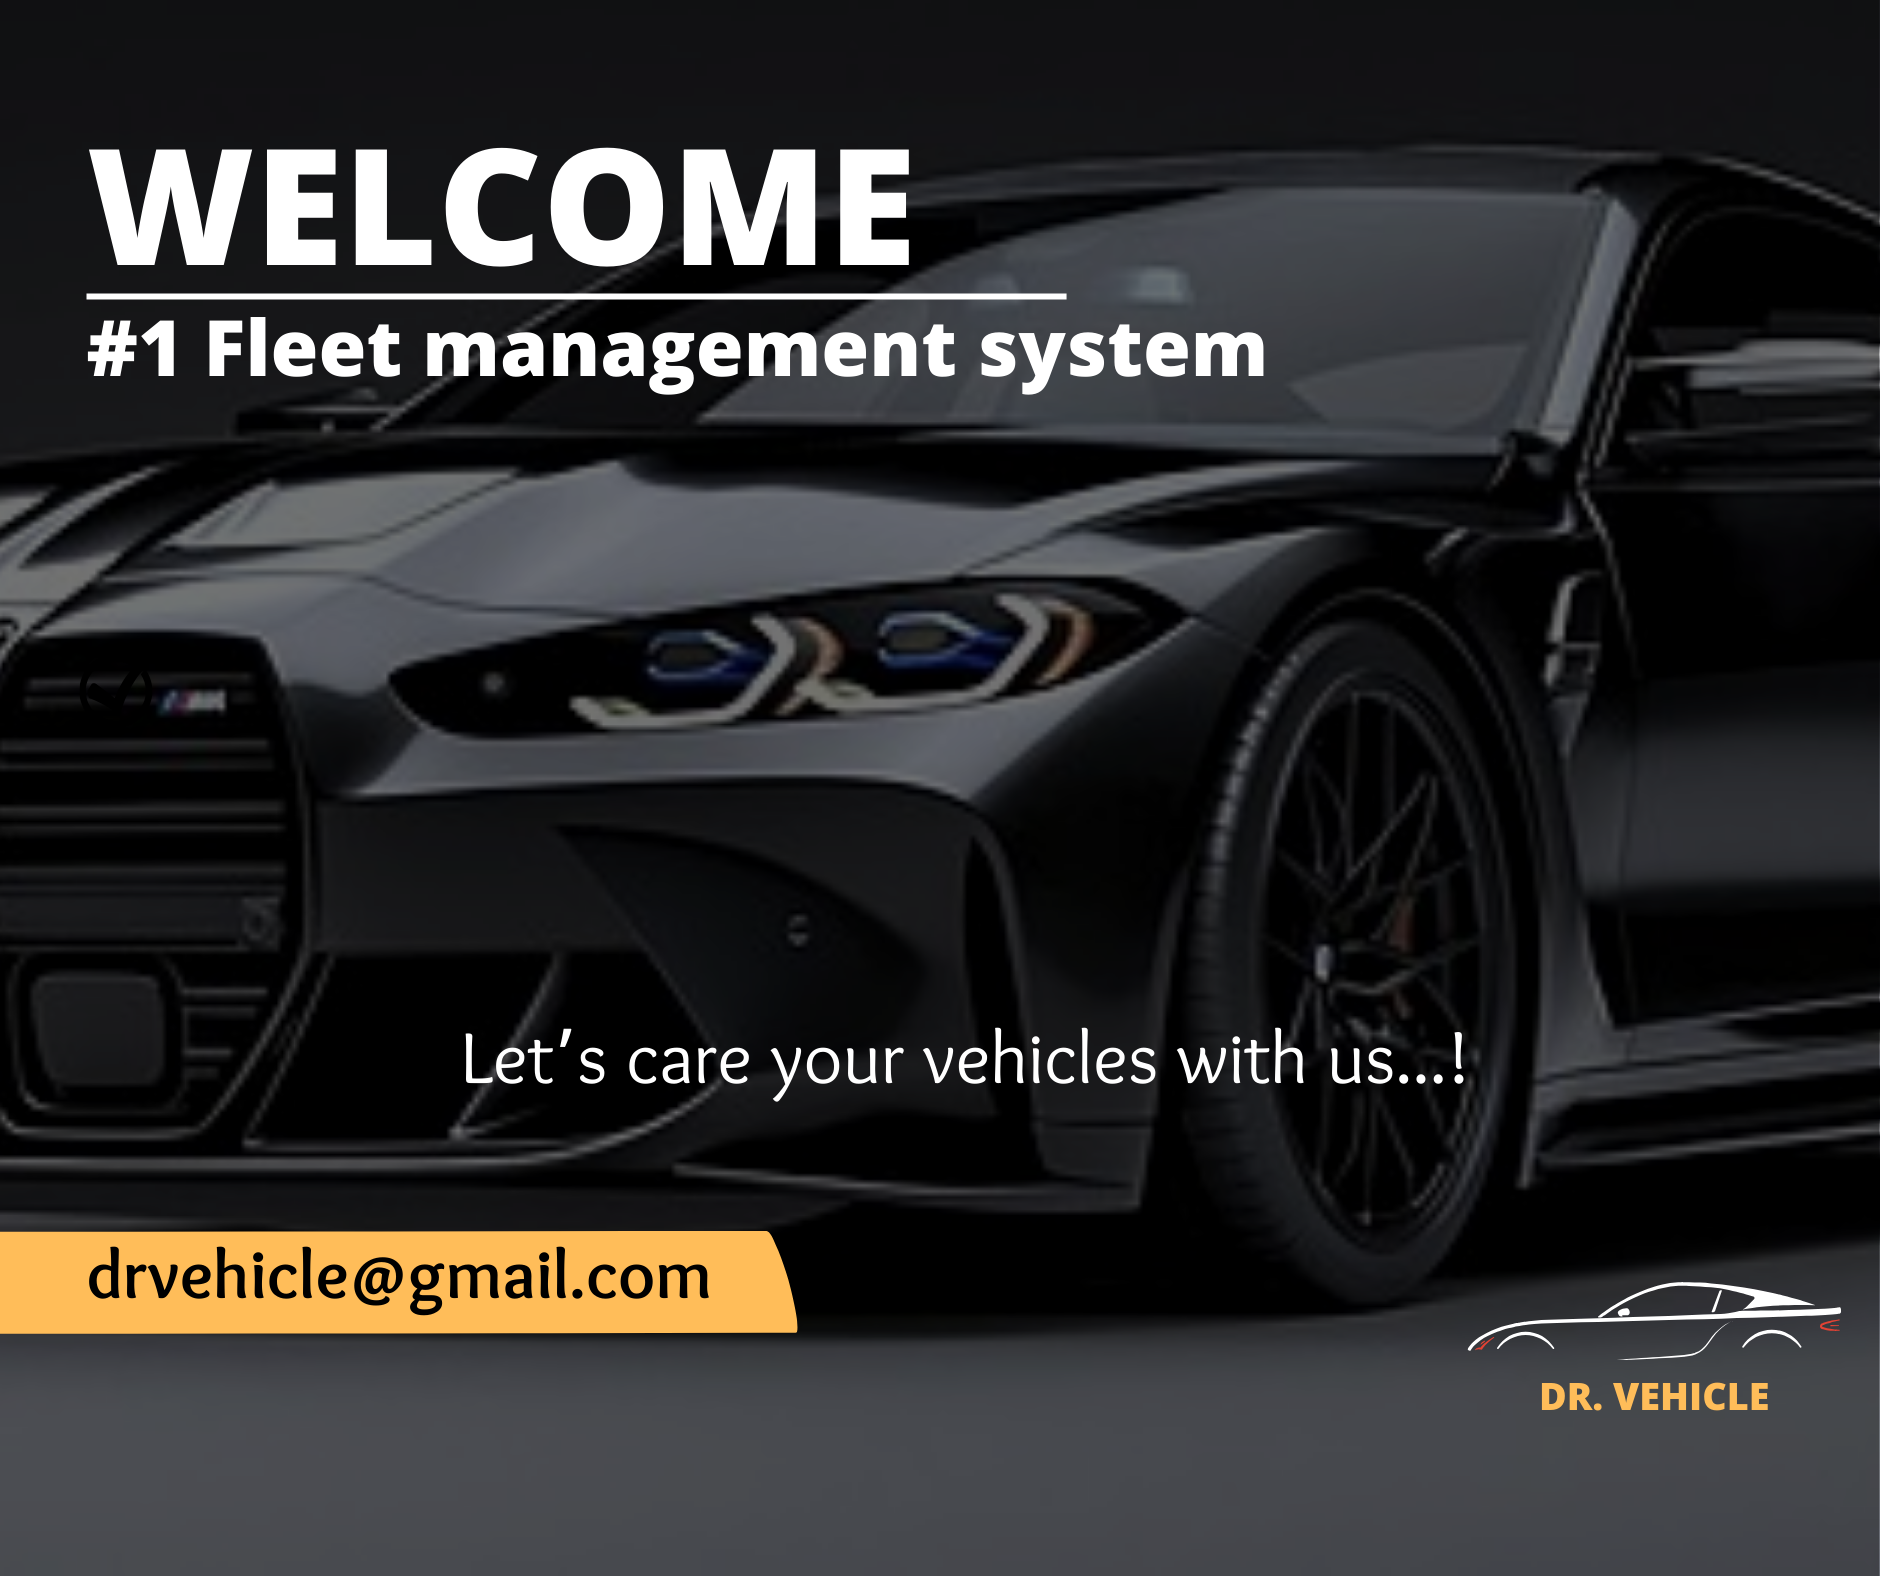 WELCOME
#1 Fleet management system
M
Let's care your vehicles with us...!
drvehicle@gmail.com
DR. VEHICLE